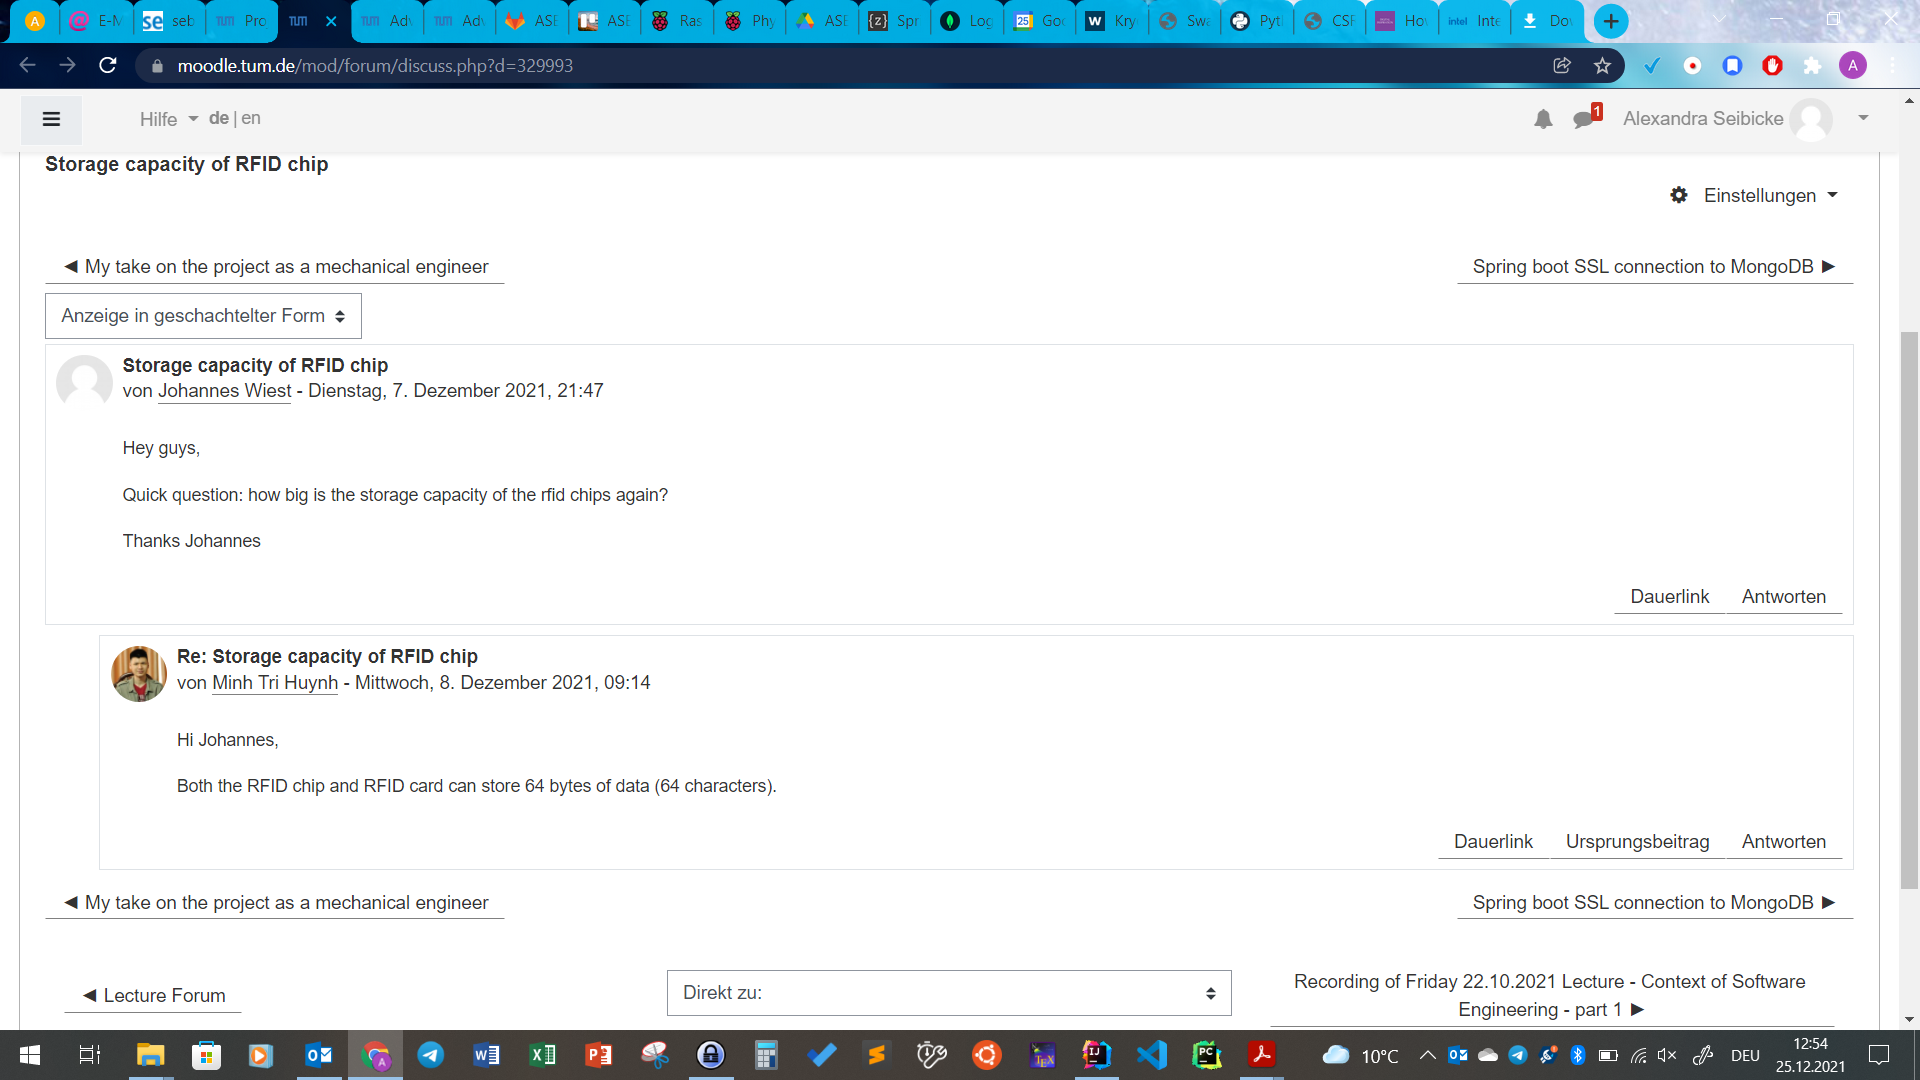 E-M
se seb
TUM Pro
TUM
TUM Adv
TUM Adv
ASE
ASE
Ras
Phy
ASE
Spr
Log
25 Goo
W Kry
Swa
Pyt
CSF
Hov
intel Inte
Dov
moodle.tum.de/mod/forum/discuss.php?d=329993
A
Hilfe de | en
1
Alexandra Seibicke
Storage capacity of RFID chip
Einstellungen
◄ My take on the project as a mechanical engineer
Spring boot SSL connection to MongoDB ►
Anzeige in geschachtelter Form
Storage capacity of RFID chip
von Johannes Wiest - Dienstag, 7. Dezember 2021, 21:47
Hey guys,
Quick question: how big is the storage capacity of the rfid chips again?
Thanks Johannes
Dauerlink Antworten
Re: Storage capacity of RFID chip
von Minh Tri Huynh - Mittwoch, 8. Dezember 2021, 09:14
Hi Johannes,
Both the RFID chip and RFID card can store 64 bytes of data (64 characters).
Dauerlink Ursprungsbeitrag Antworten
◄ My take on the project as a mechanical engineer
Spring boot SSL connection to MongoDB ►
◄ Lecture Forum
Direkt zu:
Recording of Friday 22.10.2021 Lecture - Context of Software
Engineering - part 1 ►
10°C
DEU
12:54
25.12.2021